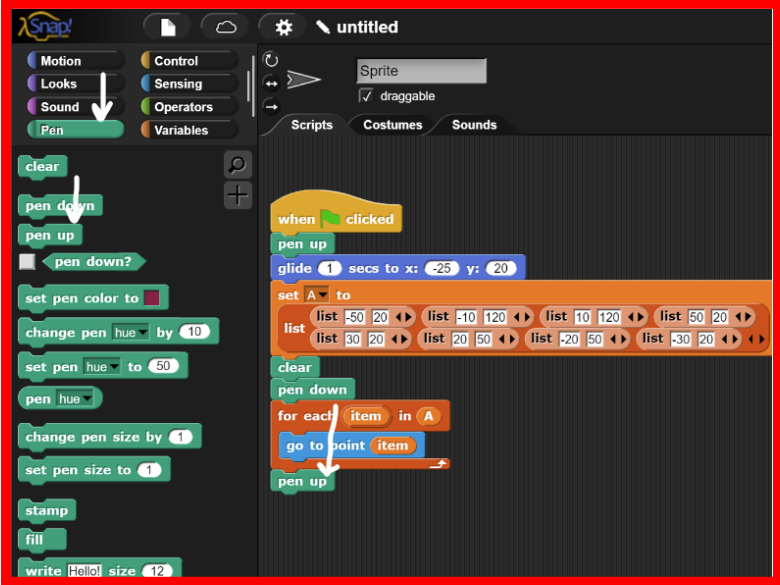 λSnap!
untitled
Motion Control
Looks Sensing
Sound Operators
Pen Variables
Sprite
draggable
Scripts Costumes Sounds
clear
pen down
pen up
pen down?
set pen color to
change pen hue by 10
set pen hue to 50
pen hue
change pen size by 1
set pen size to 1
stamp
fill
write Hello! size 12
when clicked
pen up
glide 1 secs to x: -25 y: 20
set A to
list
list -50 20 list -10 120 list 10 120 list 50 20
list 30 20 list 20 50 list -20 50 list -30 20
clear
pen down
for each item in A
go to point item
pen up